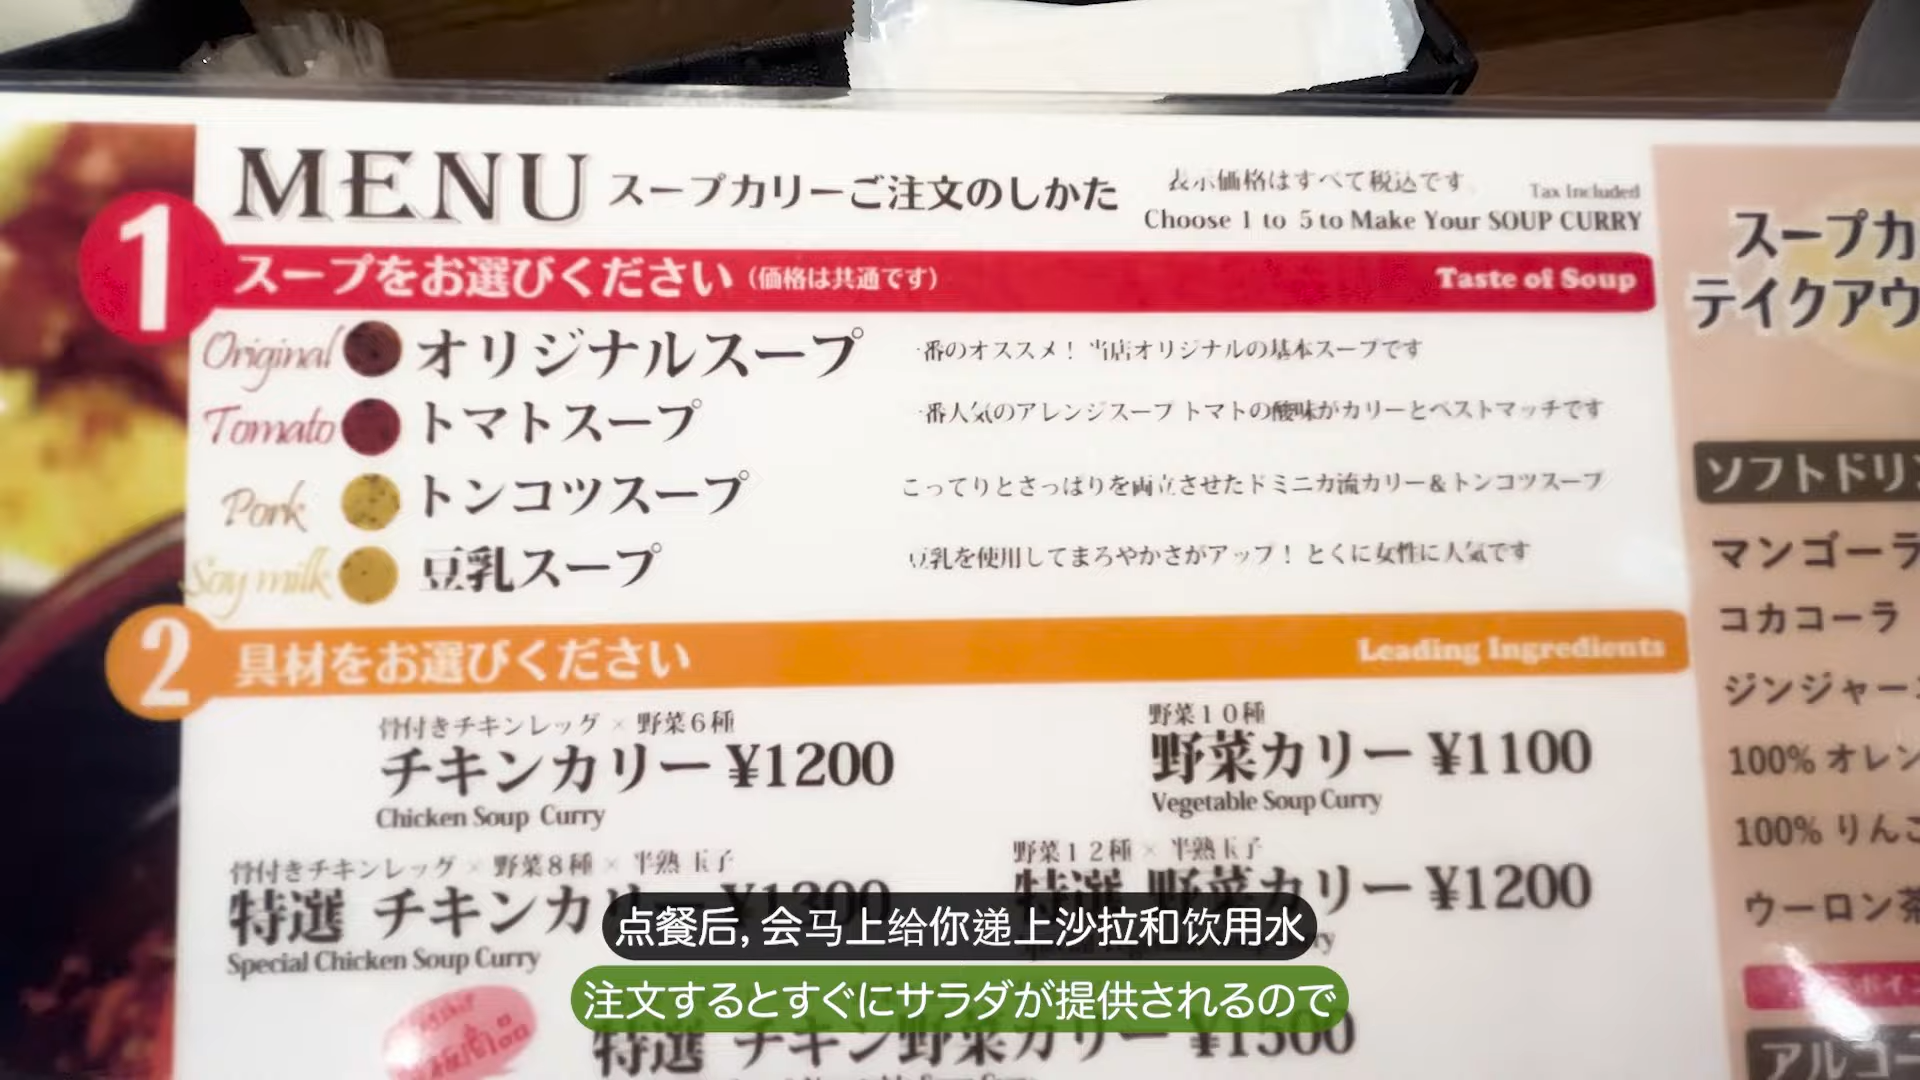 MENU スープカリーご注文のしかた
表示価格はすべて税込です Tax Included
Choose 1 to 5 to Make Your SOUP CURRY
1 スープをお選びください (価格は共通です) Taste of Soup
Original オリジナルスープ 一番のオススメ！ 当店オリジナルの基本スープです
Tomato トマトスープ 一番人気のアレンジスープ トマトの酸味がカリーとベストマッチです
Pork トンコツスープ こってりとさっぱりを両立させたドミニカ流カリー＆トンコツスープ
Soy milk 豆乳スープ 豆乳を使用してまろやかさがアップ！ とくに女性に人気です
2 具材をお選びください Leading Ingredients
骨付きチキンレッグ × 野菜6種
チキンカリー ¥1200
Chicken Soup Curry
野菜10種
野菜カリー ¥1100
Vegetable Soup Curry
骨付きチキンレッグ × 野菜8種 × 半熟玉子
特選 チキンカリー ¥1300
Special Chicken Soup Curry
野菜12種 × 半熟玉子
特選 野菜カリー ¥1200
特選 チキン野菜カリー ¥1500
スープカ
テイクアウ
ソフトドリン
マンゴーラ
コカコーラ
ジンジャー
100% オレン
100% りんご
ウーロン茶
アルコー
点餐后, 会马上给你递上沙拉和饮用水
注文するとすぐにサラダが提供されるので